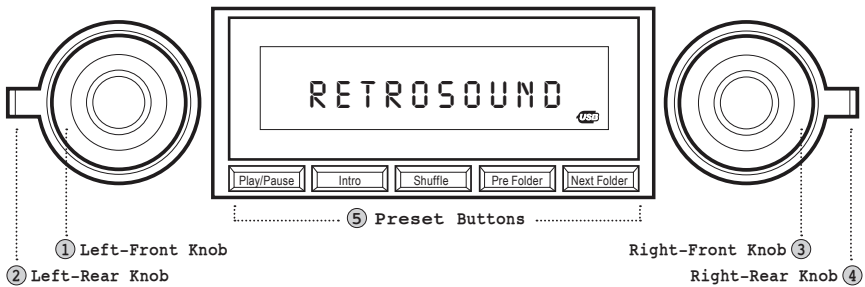 RETROSOUND
USB
Play/Pause Intro Shuffle Pre Folder Next Folder
5 Preset Buttons
1 Left-Front Knob Right-Front Knob 3
2 Left-Rear Knob Right-Rear Knob 4